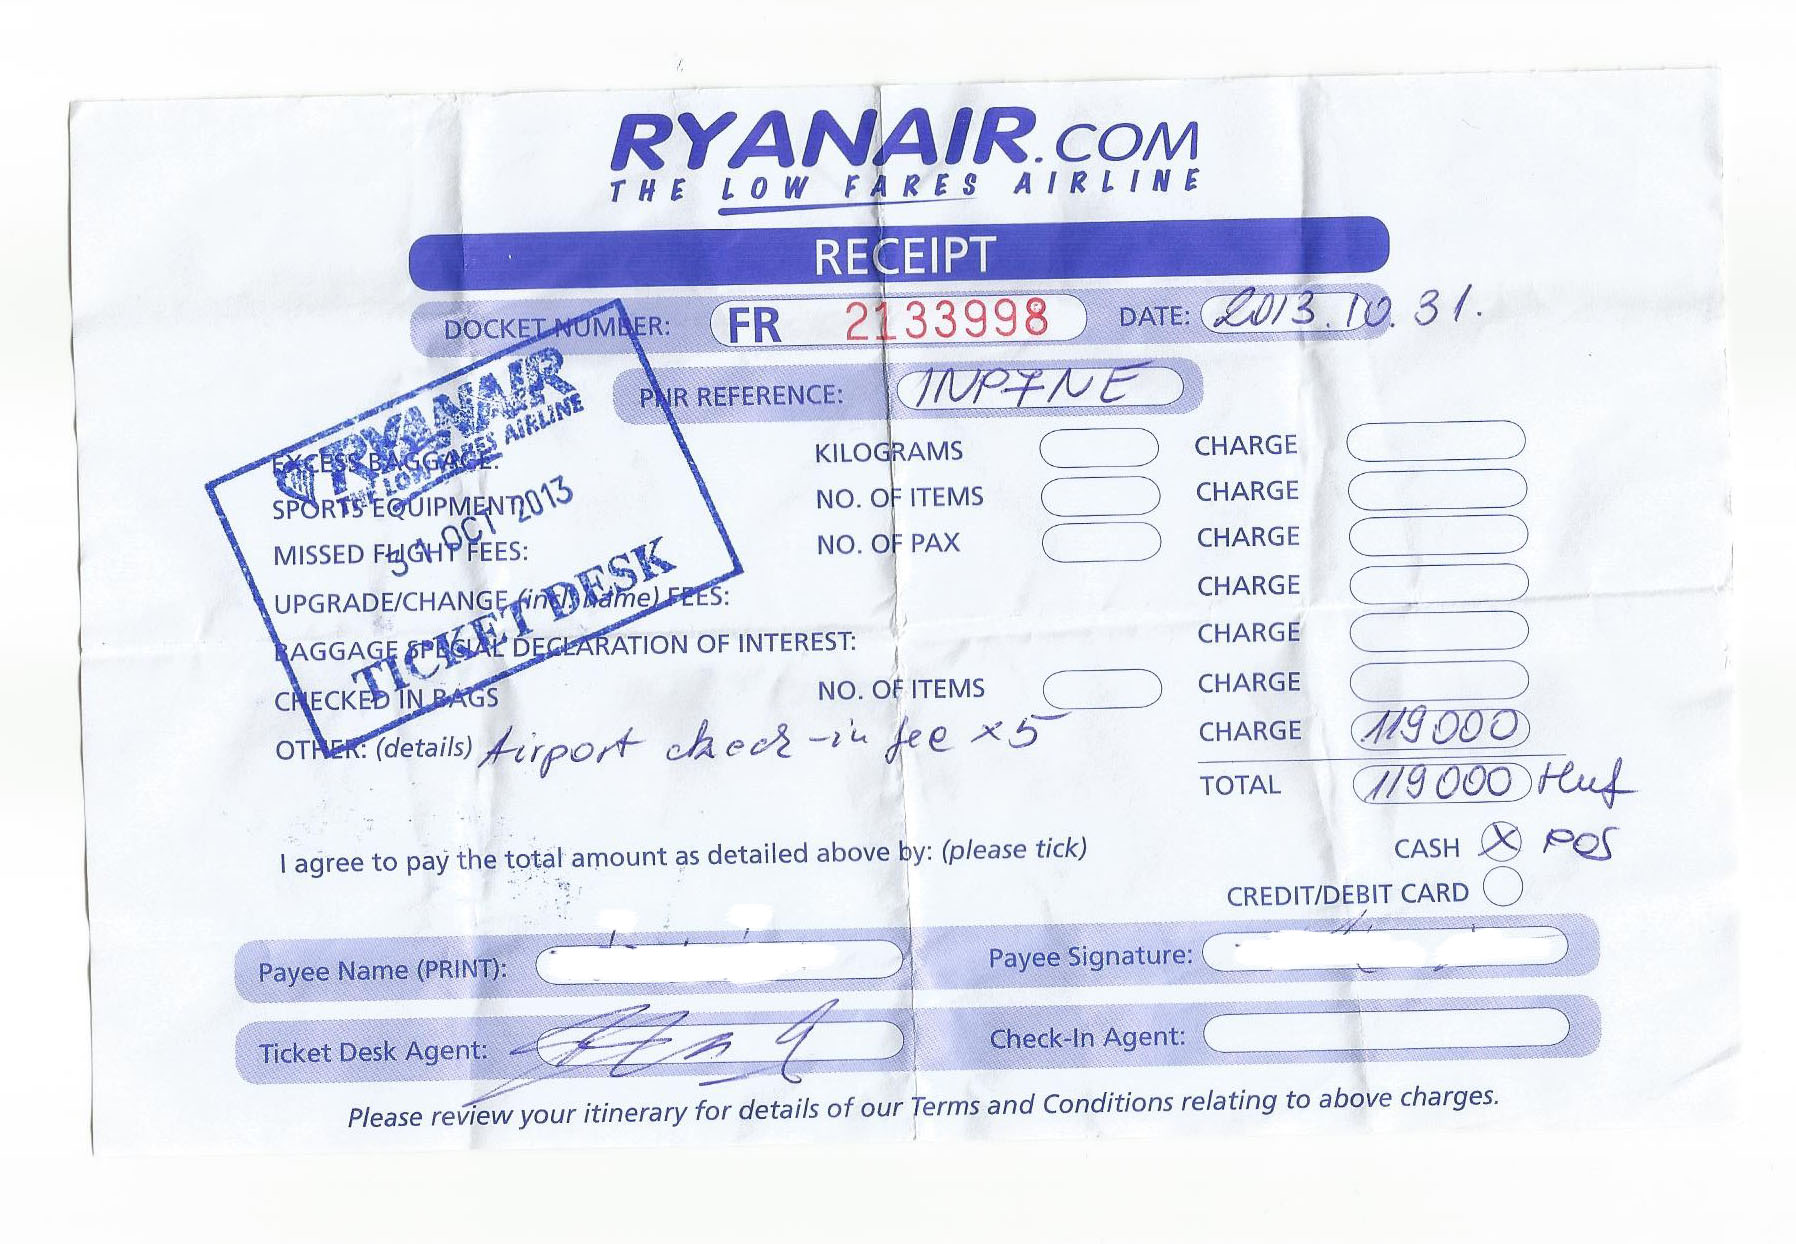 RYANAIR.COM
THE LOW FARES AIRLINE
RECEIPT
DOCKET NUMBER: FR 2133998 DATE: 2013.10.31.
PNR REFERENCE: INP7NE
RYANAIR
THE LOW FARES AIRLINE
31 OCT 2013
TICKET DESK
EXCESS BAGGAGE: KILOGRAMS CHARGE
SPORTS EQUIPMENT: NO. OF ITEMS CHARGE
MISSED FLIGHT FEES: NO. OF PAX CHARGE
UPGRADE/CHANGE (incl. name) FEES: CHARGE
BAGGAGE SPECIAL DECLARATION OF INTEREST: CHARGE
CHECKED IN BAGS NO. OF ITEMS CHARGE
OTHER: (details) Airport check-in fee x5 CHARGE 119000
TOTAL 119000 Huf
I agree to pay the total amount as detailed above by: (please tick) CASH X POS
CREDIT/DEBIT CARD
Payee Name (PRINT): Payee Signature:
Ticket Desk Agent: Check-In Agent:
Please review your itinerary for details of our Terms and Conditions relating to above charges.